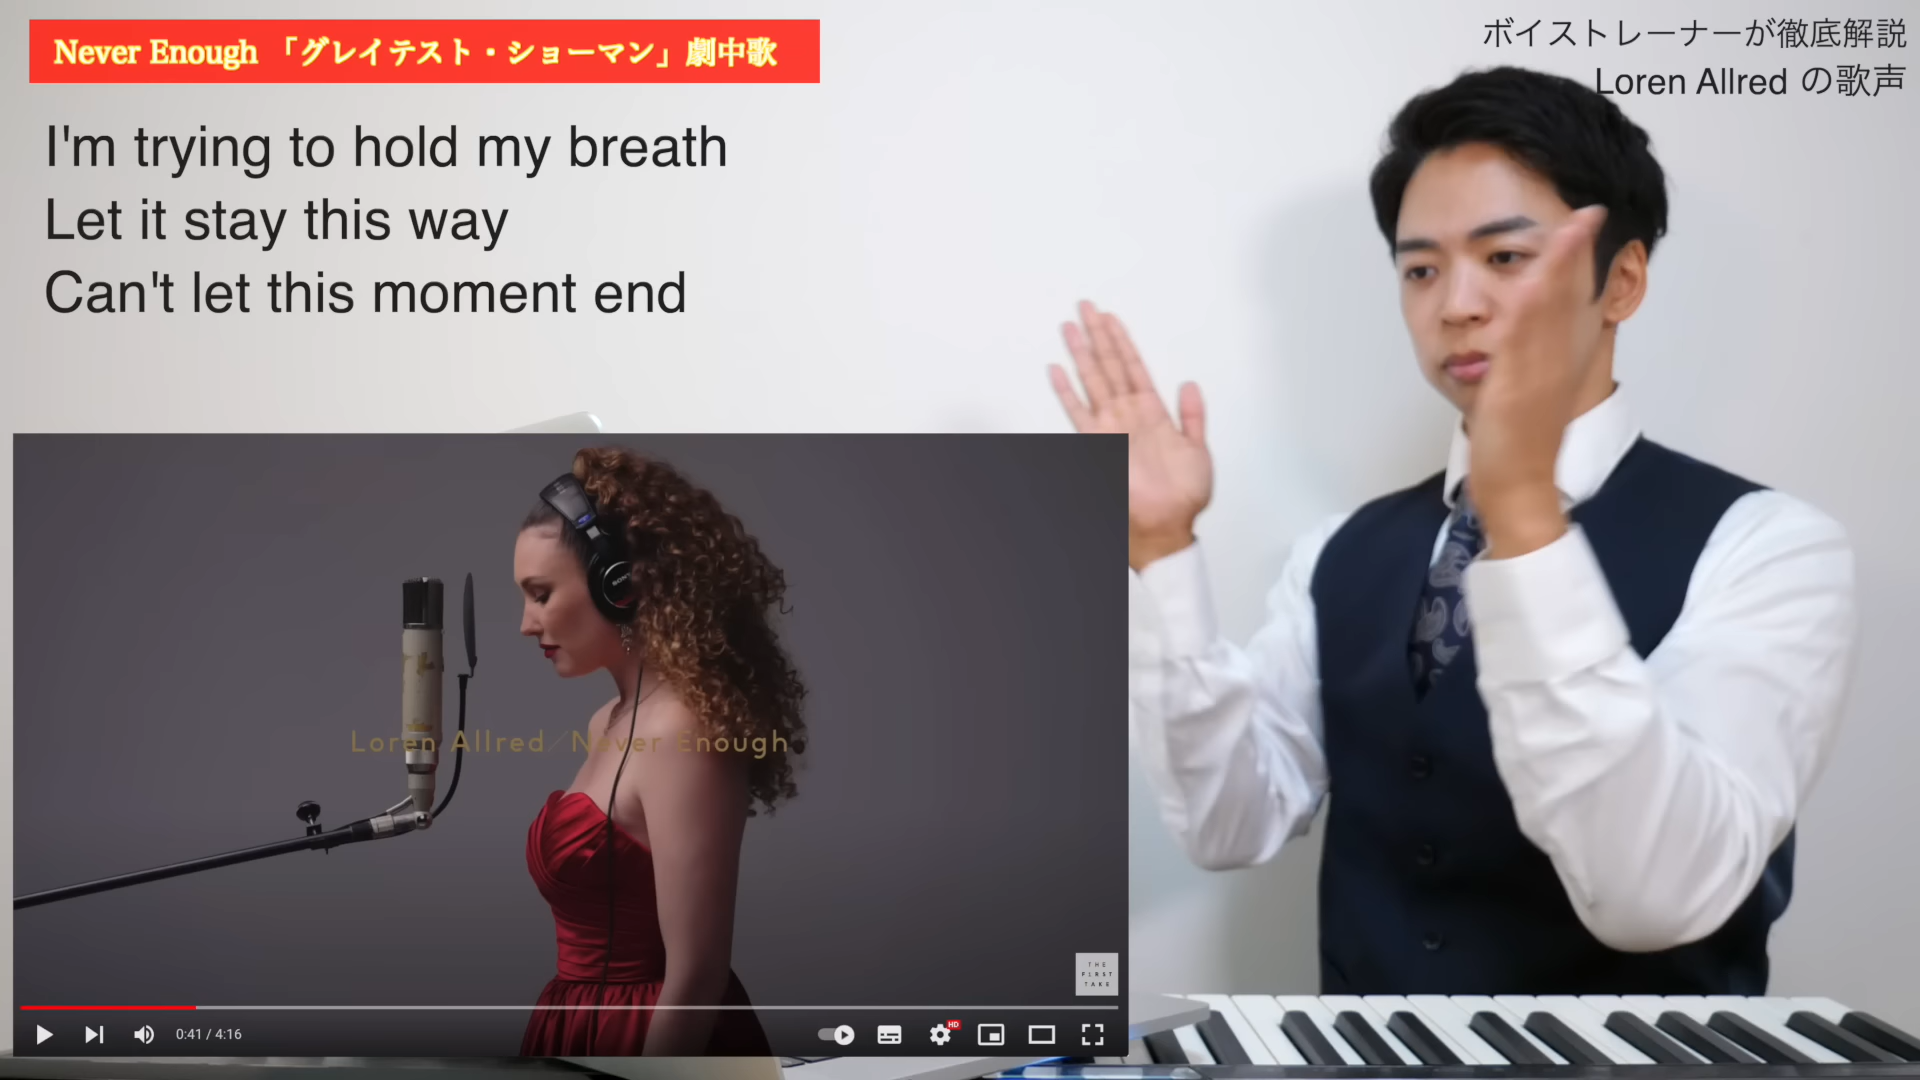 Never Enough 「グレイテスト・ショーマン」劇中歌
ボイストレーナーが徹底解説
Loren Allred の歌声
I'm trying to hold my breath
Let it stay this way
Can't let this moment end
SONY
Loren Allred／Never Enough
THE
FIRST
TAKE
HD
0:41 / 4:16